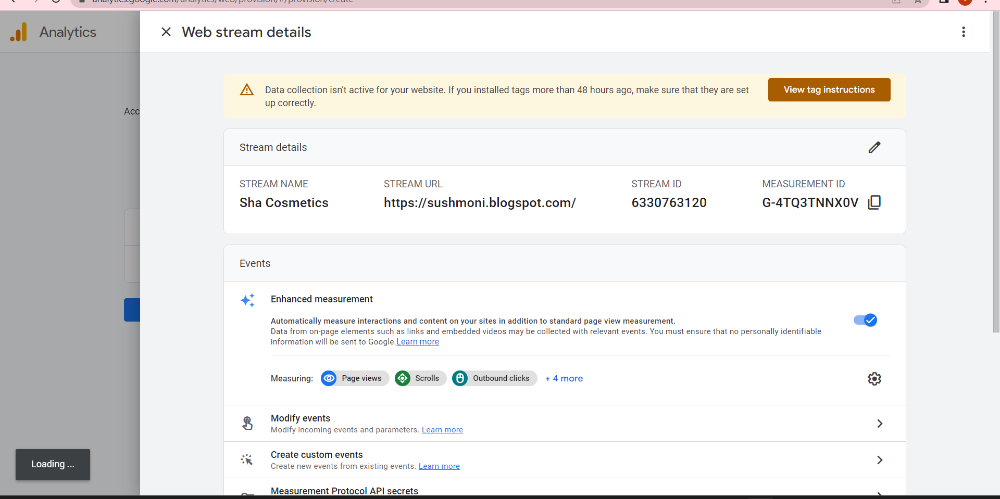 analytics.google.com/analytics/web/provision/#/provision/create
Analytics
Web stream details
Data collection isn't active for your website. If you installed tags more than 48 hours ago, make sure that they are set
up correctly.
View tag instructions
Acc
Stream details
STREAM NAME
Sha Cosmetics
STREAM URL
https://sushmoni.blogspot.com/
STREAM ID
6330763120
MEASUREMENT ID
G-4TQ3TNNX0V
Events
Enhanced measurement
Automatically measure interactions and content on your sites in addition to standard page view measurement.
Data from on-page elements such as links and embedded videos may be collected with relevant events. You must ensure that no personally identifiable
information will be sent to Google.Learn more
Measuring: Page views Scrolls Outbound clicks + 4 more
Modify events
Modify incoming events and parameters. Learn more
Create custom events
Create new events from existing events. Learn more
Loading ...
Measurement Protocol API secrets